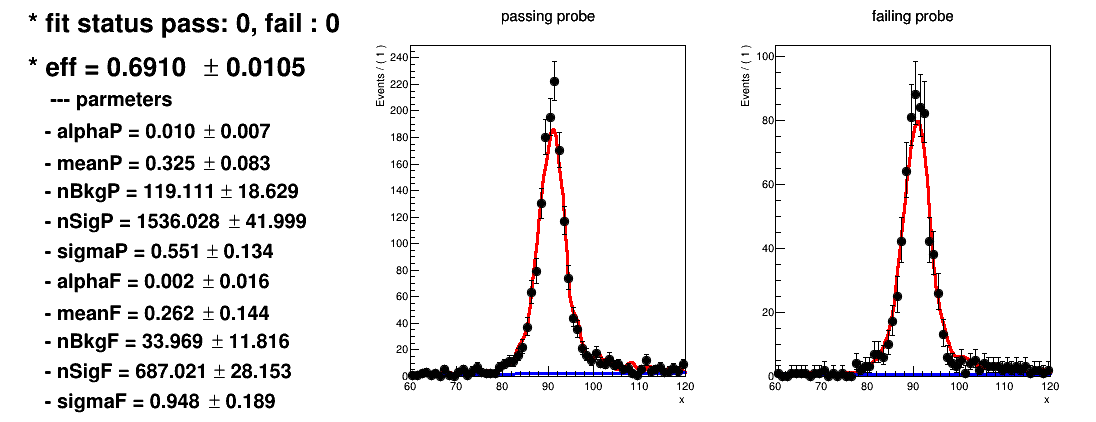 * fit status pass: 0, fail : 0
* eff = 0.6910 ± 0.0105
--- parmeters
- alphaP = 0.010 ± 0.007
- meanP = 0.325 ± 0.083
- nBkgP = 119.111 ± 18.629
- nSigP = 1536.028 ± 41.999
- sigmaP = 0.551 ± 0.134
- alphaF = 0.002 ± 0.016
- meanF = 0.262 ± 0.144
- nBkgF = 33.969 ± 11.816
- nSigF = 687.021 ± 28.153
- sigmaF = 0.948 ± 0.189
passing probe
Events / ( 1 )
240
220
200
180
160
140
120
100
80
60
40
20
0
60 70 80 90 100 110 120
x
failing probe
Events / ( 1 )
100
80
60
40
20
0
60 70 80 90 100 110 120
x